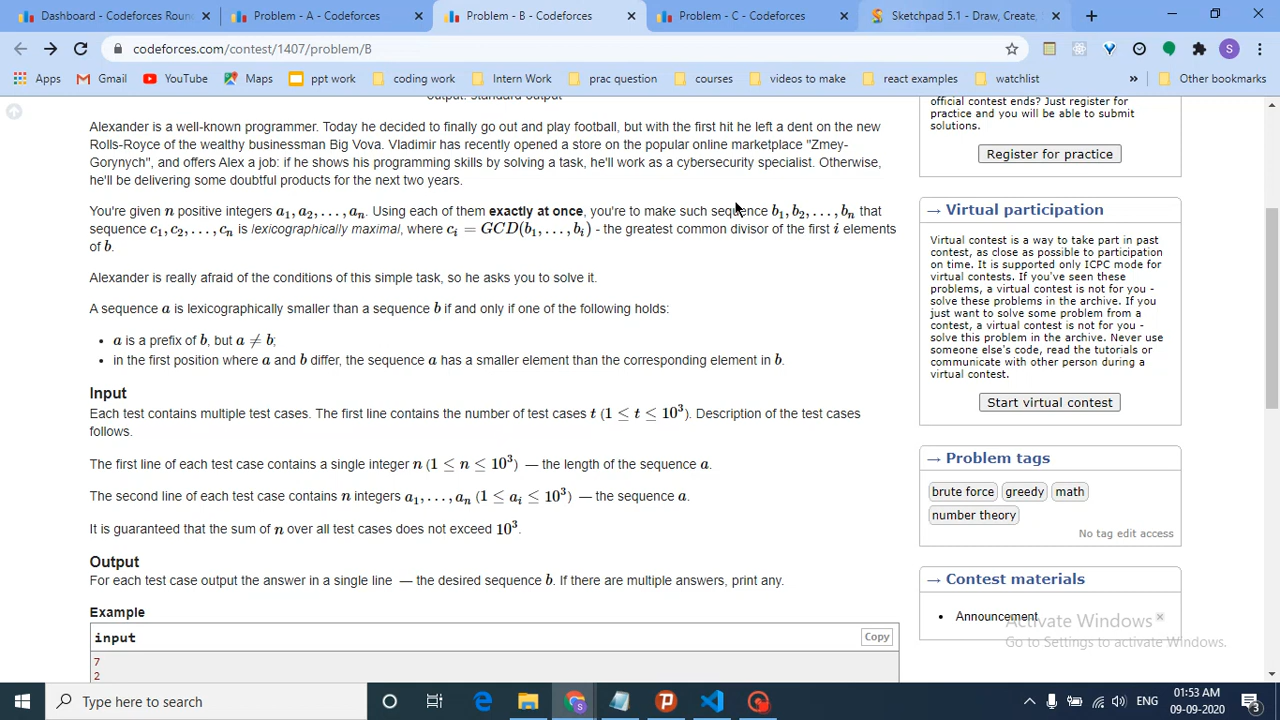 Dashboard - Codeforces Roun
Problem - A - Codeforces
Problem - B - Codeforces
Problem - C - Codeforces
Sketchpad 5.1 - Draw, Create,
codeforces.com/contest/1407/problem/B
S
Apps
Gmail
YouTube
Maps
ppt work
coding work
Intern Work
prac question
courses
videos to make
react examples
watchlist
»
Other bookmarks
output: standard output
Alexander is a well-known programmer. Today he decided to finally go out and play football, but with the first hit he left a dent on the new
Rolls-Royce of the wealthy businessman Big Vova. Vladimir has recently opened a store on the popular online marketplace "Zmey-
Gorynych", and offers Alex a job: if he shows his programming skills by solving a task, he'll work as a cybersecurity specialist. Otherwise,
he'll be delivering some doubtful products for the next two years.
You're given n positive integers a₁, a₂, . . . , aₙ. Using each of them exactly at once, you're to make such sequence b₁, b₂, . . . , bₙ that
sequence c₁, c₂, . . . , cₙ is lexicographically maximal, where cᵢ = GCD(b₁, . . . , bᵢ) - the greatest common divisor of the first i elements
of b.
Alexander is really afraid of the conditions of this simple task, so he asks you to solve it.
A sequence a is lexicographically smaller than a sequence b if and only if one of the following holds:
• a is a prefix of b, but a ≠ b;
• in the first position where a and b differ, the sequence a has a smaller element than the corresponding element in b.
Input
Each test contains multiple test cases. The first line contains the number of test cases t (1 ≤ t ≤ 10³). Description of the test cases
follows.
The first line of each test case contains a single integer n (1 ≤ n ≤ 10³) — the length of the sequence a.
The second line of each test case contains n integers a₁, . . . , aₙ (1 ≤ aᵢ ≤ 10³) — the sequence a.
It is guaranteed that the sum of n over all test cases does not exceed 10³.
Output
For each test case output the answer in a single line — the desired sequence b. If there are multiple answers, print any.
Example
input
Copy
7
2
official contest ends? Just register for
practice and you will be able to submit
solutions.
Register for practice
→ Virtual participation
Virtual contest is a way to take part in past
contest, as close as possible to participation
on time. It is supported only ICPC mode for
virtual contests. If you've seen these
problems, a virtual contest is not for you -
solve these problems in the archive. If you
just want to solve some problem from a
contest, a virtual contest is not for you -
solve this problem in the archive. Never use
someone else's code, read the tutorials or
communicate with other person during a
virtual contest.
Start virtual contest
→ Problem tags
brute force greedy math
number theory
No tag edit access
→ Contest materials
• Announcement
Activate Windows
Go to Settings to activate Windows.
Type here to search
ENG
01:53 AM
09-09-2020
3